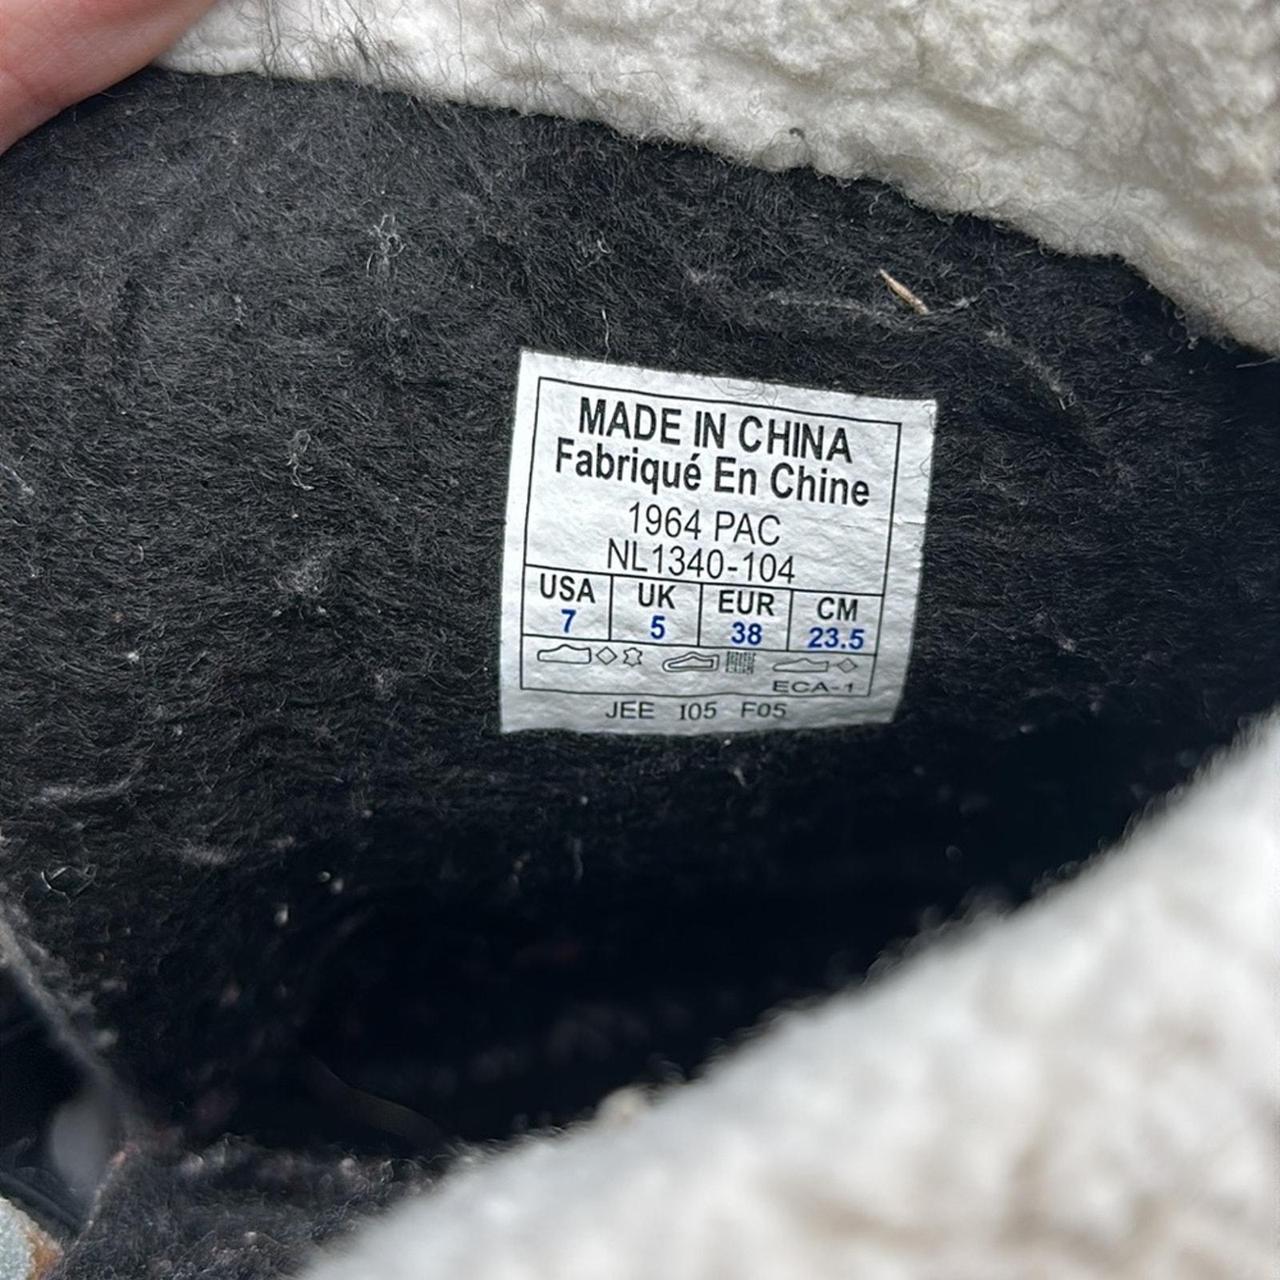 MADE IN CHINA
Fabriqué En Chine
1964 PAC
NL1340-104
USA UK EUR CM
7 5 38 23.5
ECA-1
JEE I05 F05